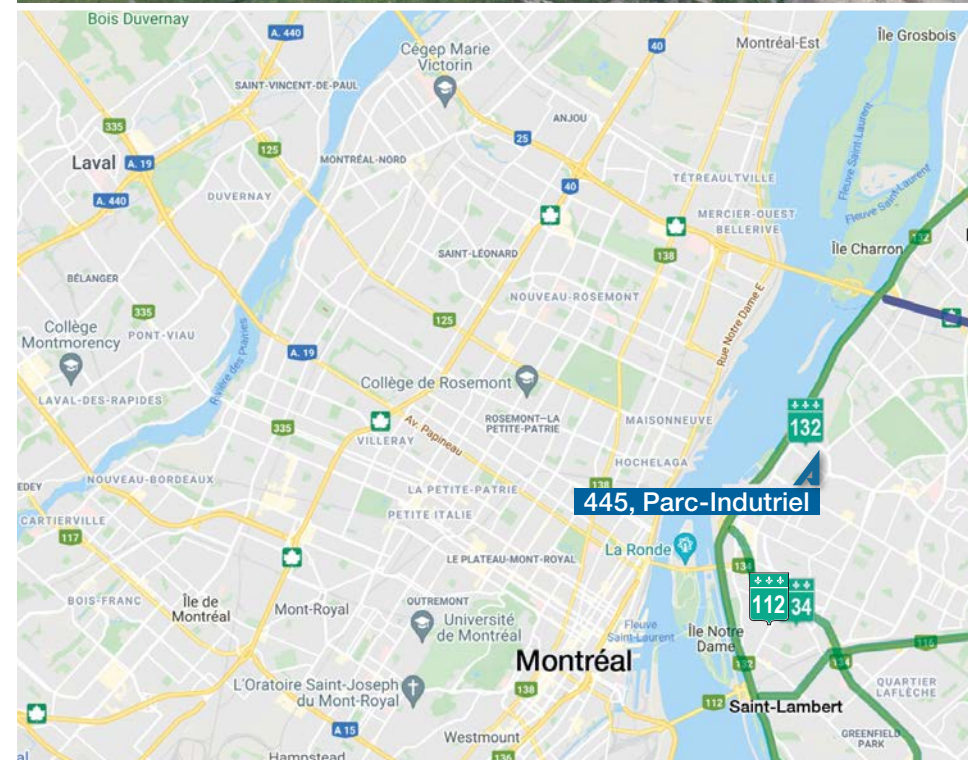 Bois Duvernay
A. 440
40
Île Grosbois
Montréal-Est
Cégep Marie
Victorin
SAINT-VINCENT-DE-PAUL
ANJOU
335
25
125
Fleuve Saint-Laurent
MONTRÉAL-NORD
Laval
A. 19
TÉTREAULTVILLE
40
Fleuve Saint-Laurent
A. 440
DUVERNAY
MERCIER-OUEST
BELLERIVE
132
Île Charron
SAINT-LÉONARD
138
BÉLANGER
NOUVEAU-ROSEMONT
Rue Notre Dame E
335
125
Collège
Montmorency
PONT-VIAU
Rivière des Prairies
A. 19
Collège de Rosemont
LAVAL-DES-RAPIDES
335
Av. Papineau
ROSEMONT–LA
PETITE-PATRIE
MAISONNEUVE
132
VILLERAY
HOCHELAGA
NOUVEAU-BORDEAUX
EDEY
LA PETITE-PATRIE
138
445, Parc-Indutriel
PETITE ITALIE
CARTIERVILLE
117
La Ronde
LE PLATEAU-MONT-ROYAL
134
BOIS-FRANC
Île de
Montréal
Mont-Royal
OUTREMONT
112
34
Université
de Montréal
Fleuve
Saint-Laurent
Île Notre
Dame
116
Montréal
132
134
L'Oratoire Saint-Joseph
du Mont-Royal
138
QUARTIER
LAFLÈCHE
112
Saint-Lambert
A 15
Westmount
GREENFIELD
PARK
Hampstead
136
al